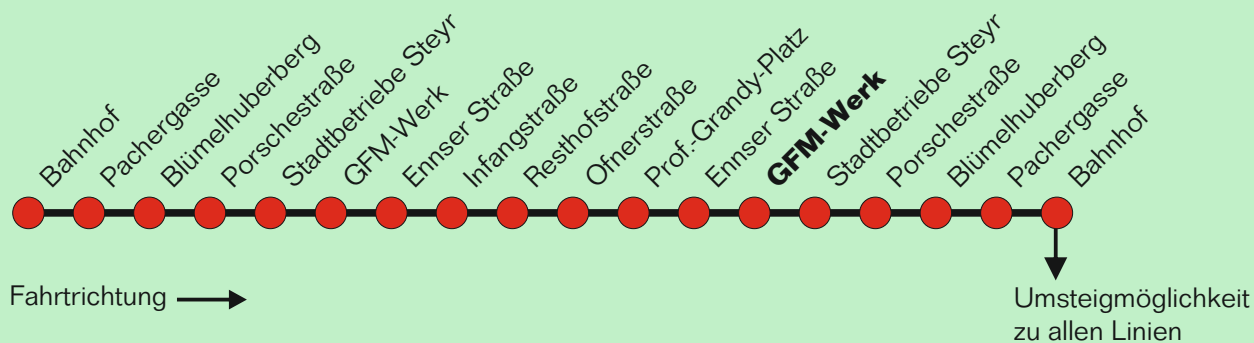 Bahnhof
Pachergasse
Blümelhuberberg
Porschestraße
Stadtbetriebe Steyr
GFM-Werk
Ennser Straße
Infangstraße
Resthofstraße
Ofnerstraße
Prof.-Grandy-Platz
Ennser Straße
GFM-Werk
Stadtbetriebe Steyr
Porschestraße
Blümelhuberberg
Pachergasse
Bahnhof
Fahrtrichtung
Umsteigmöglichkeit
zu allen Linien